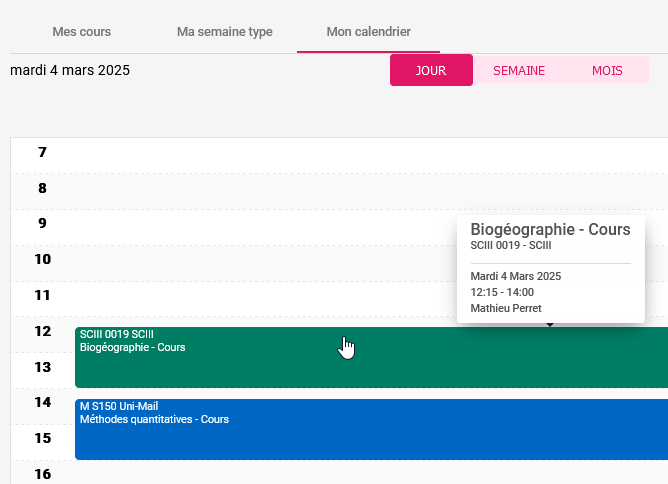 Mes cours Ma semaine type Mon calendrier
mardi 4 mars 2025 JOUR SEMAINE MOIS
7
8
9
Biogéographie - Cours
SCIII 0019 - SCIII
Mardi 4 Mars 2025
12:15 - 14:00
Mathieu Perret
10
11
12
SCIII 0019 SCIII
Biogéographie - Cours
13
14
M S150 Uni-Mail
Méthodes quantitatives - Cours
15
16